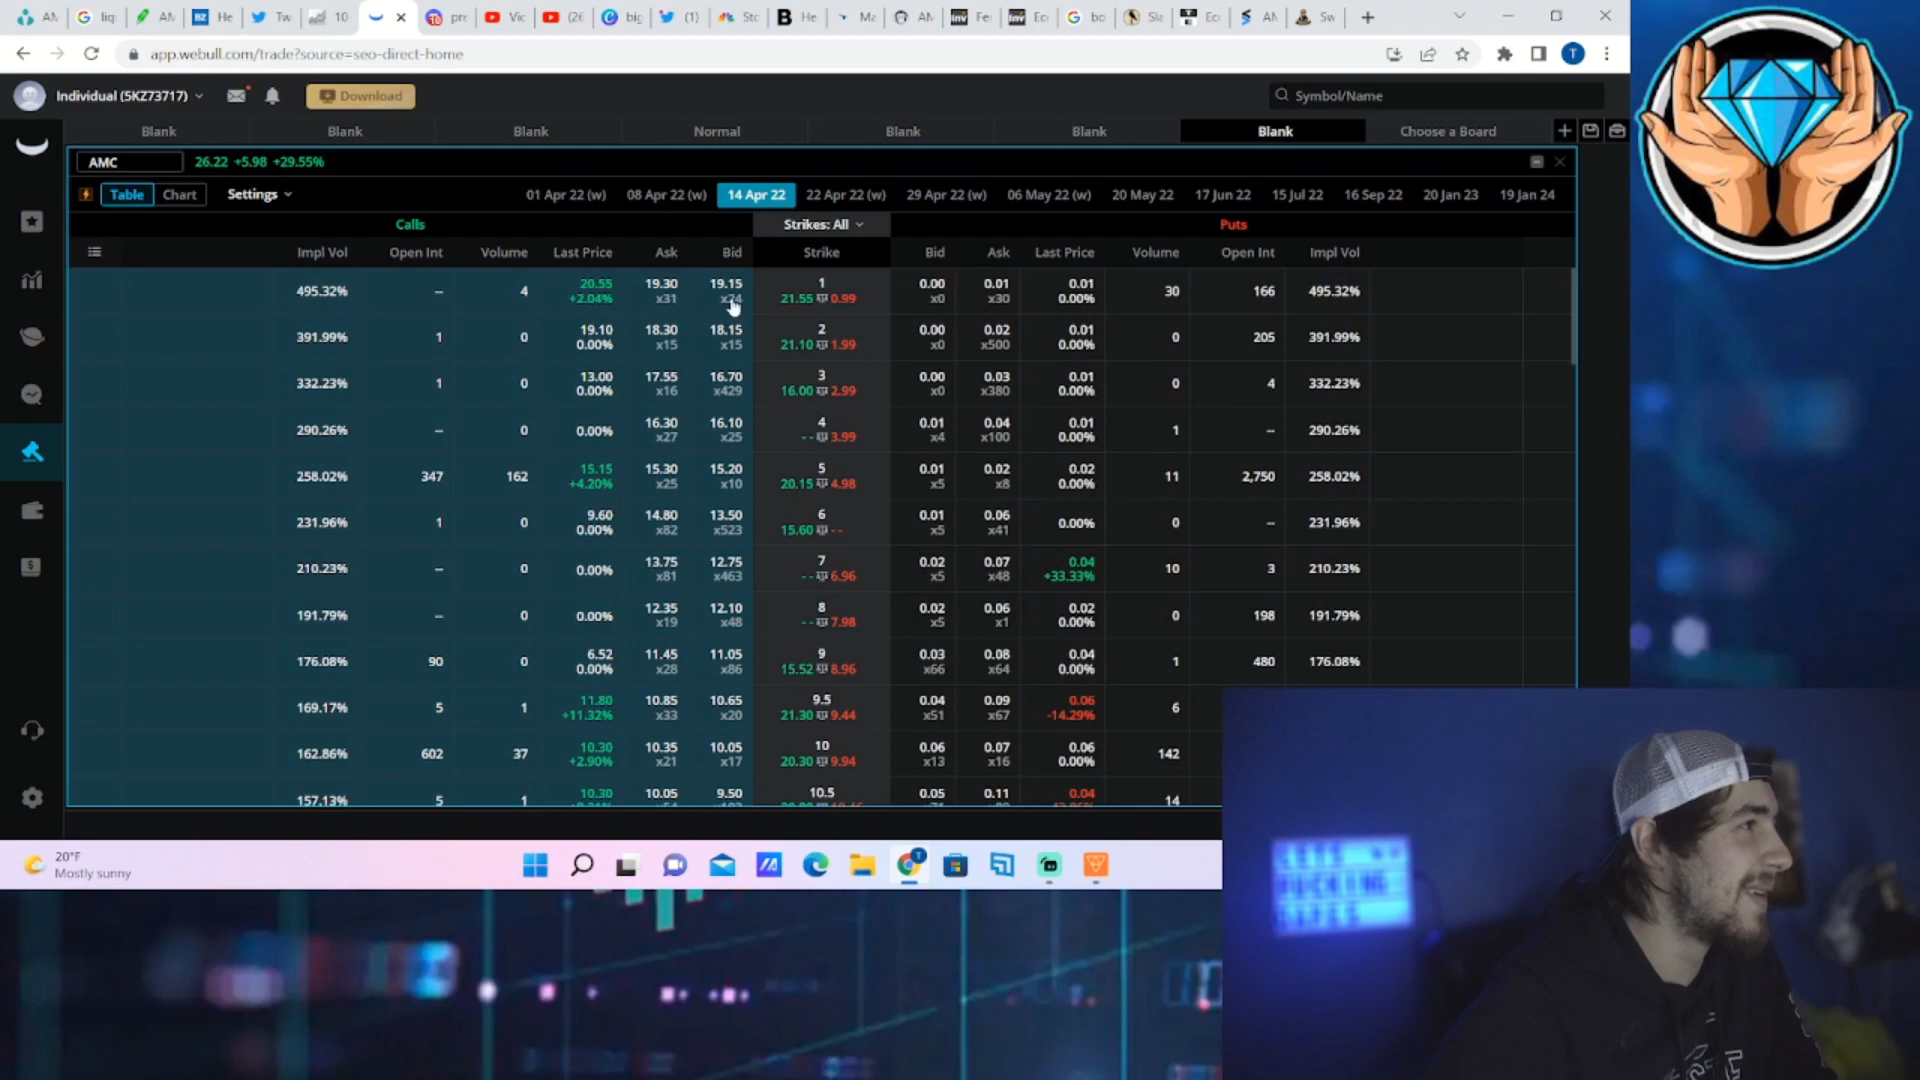 AM
liq
AM
He
Tw
10
pre
Vic
(26
big
(1)
Sto
He
Ma
AM
Fe
Eco
bo
Sla
Ec
AM
Sw
app.webull.com/trade?source=seo-direct-home
T
Individual (5KZ73717)
Download
Symbol/Name
Blank Blank Blank Normal Blank Blank Blank Choose a Board
AMC 26.22 +5.98 +29.55%
Table Chart Settings 01 Apr 22 (w) 08 Apr 22 (w) 14 Apr 22 22 Apr 22 (w) 29 Apr 22 (w) 06 May 22 (w) 20 May 22 17 Jun 22 15 Jul 22 16 Sep 22 20 Jan 23 19 Jan 24
Calls Strikes: All Puts
Impl Vol Open Int Volume Last Price Ask Bid Strike Bid Ask Last Price Volume Open Int Impl Vol
495.32% -- 4 20.55 19.30 19.15 1 0.00 0.01 0.01 30 166 495.32%
+2.04% x31 21.55 0.99 x0 x30 0.00%
391.99% 1 0 19.10 18.30 18.15 2 0.00 0.02 0.01 0 205 391.99%
0.00% x15 x15 21.10 1.99 x0 x500 0.00%
332.23% 1 0 13.00 17.55 16.70 3 0.00 0.03 0.01 0 4 332.23%
0.00% x16 x429 16.00 2.99 x0 x380 0.00%
290.26% -- 0 0.00% 16.30 16.10 4 0.01 0.04 0.01 1 -- 290.26%
x27 x25 -- 3.99 x4 x100 0.00%
258.02% 347 162 15.15 15.30 15.20 5 0.01 0.02 0.02 11 2,750 258.02%
+4.20% x25 x10 20.15 4.98 x5 x8 0.00%
231.96% 1 0 9.60 14.80 13.50 6 0.01 0.06 0.00% 0 -- 231.96%
0.00% x82 x523 15.60 -- x5 x41
210.23% -- 0 0.00% 13.75 12.75 7 0.02 0.07 0.04 10 3 210.23%
x81 x463 -- 6.96 x5 x48 +33.33%
191.79% -- 0 0.00% 12.35 12.10 8 0.02 0.06 0.02 0 198 191.79%
x19 x48 -- 7.98 x5 x1 0.00%
176.08% 90 0 6.52 11.45 11.05 9 0.03 0.08 0.04 1 480 176.08%
0.00% x28 x86 15.52 8.96 x66 x64 0.00%
169.17% 5 1 11.80 10.85 10.65 9.5 0.04 0.09 0.06 6
+11.32% x33 x20 21.30 9.44 x51 x67 -14.29%
162.86% 602 37 10.30 10.35 10.05 10 0.06 0.07 0.06 142
+2.90% x21 x17 20.30 9.94 x13 x16 0.00%
157.13% 5 1 10.30 10.05 9.50 10.5 0.05 0.11 0.04 14
20°F
Mostly sunny
FUCKING